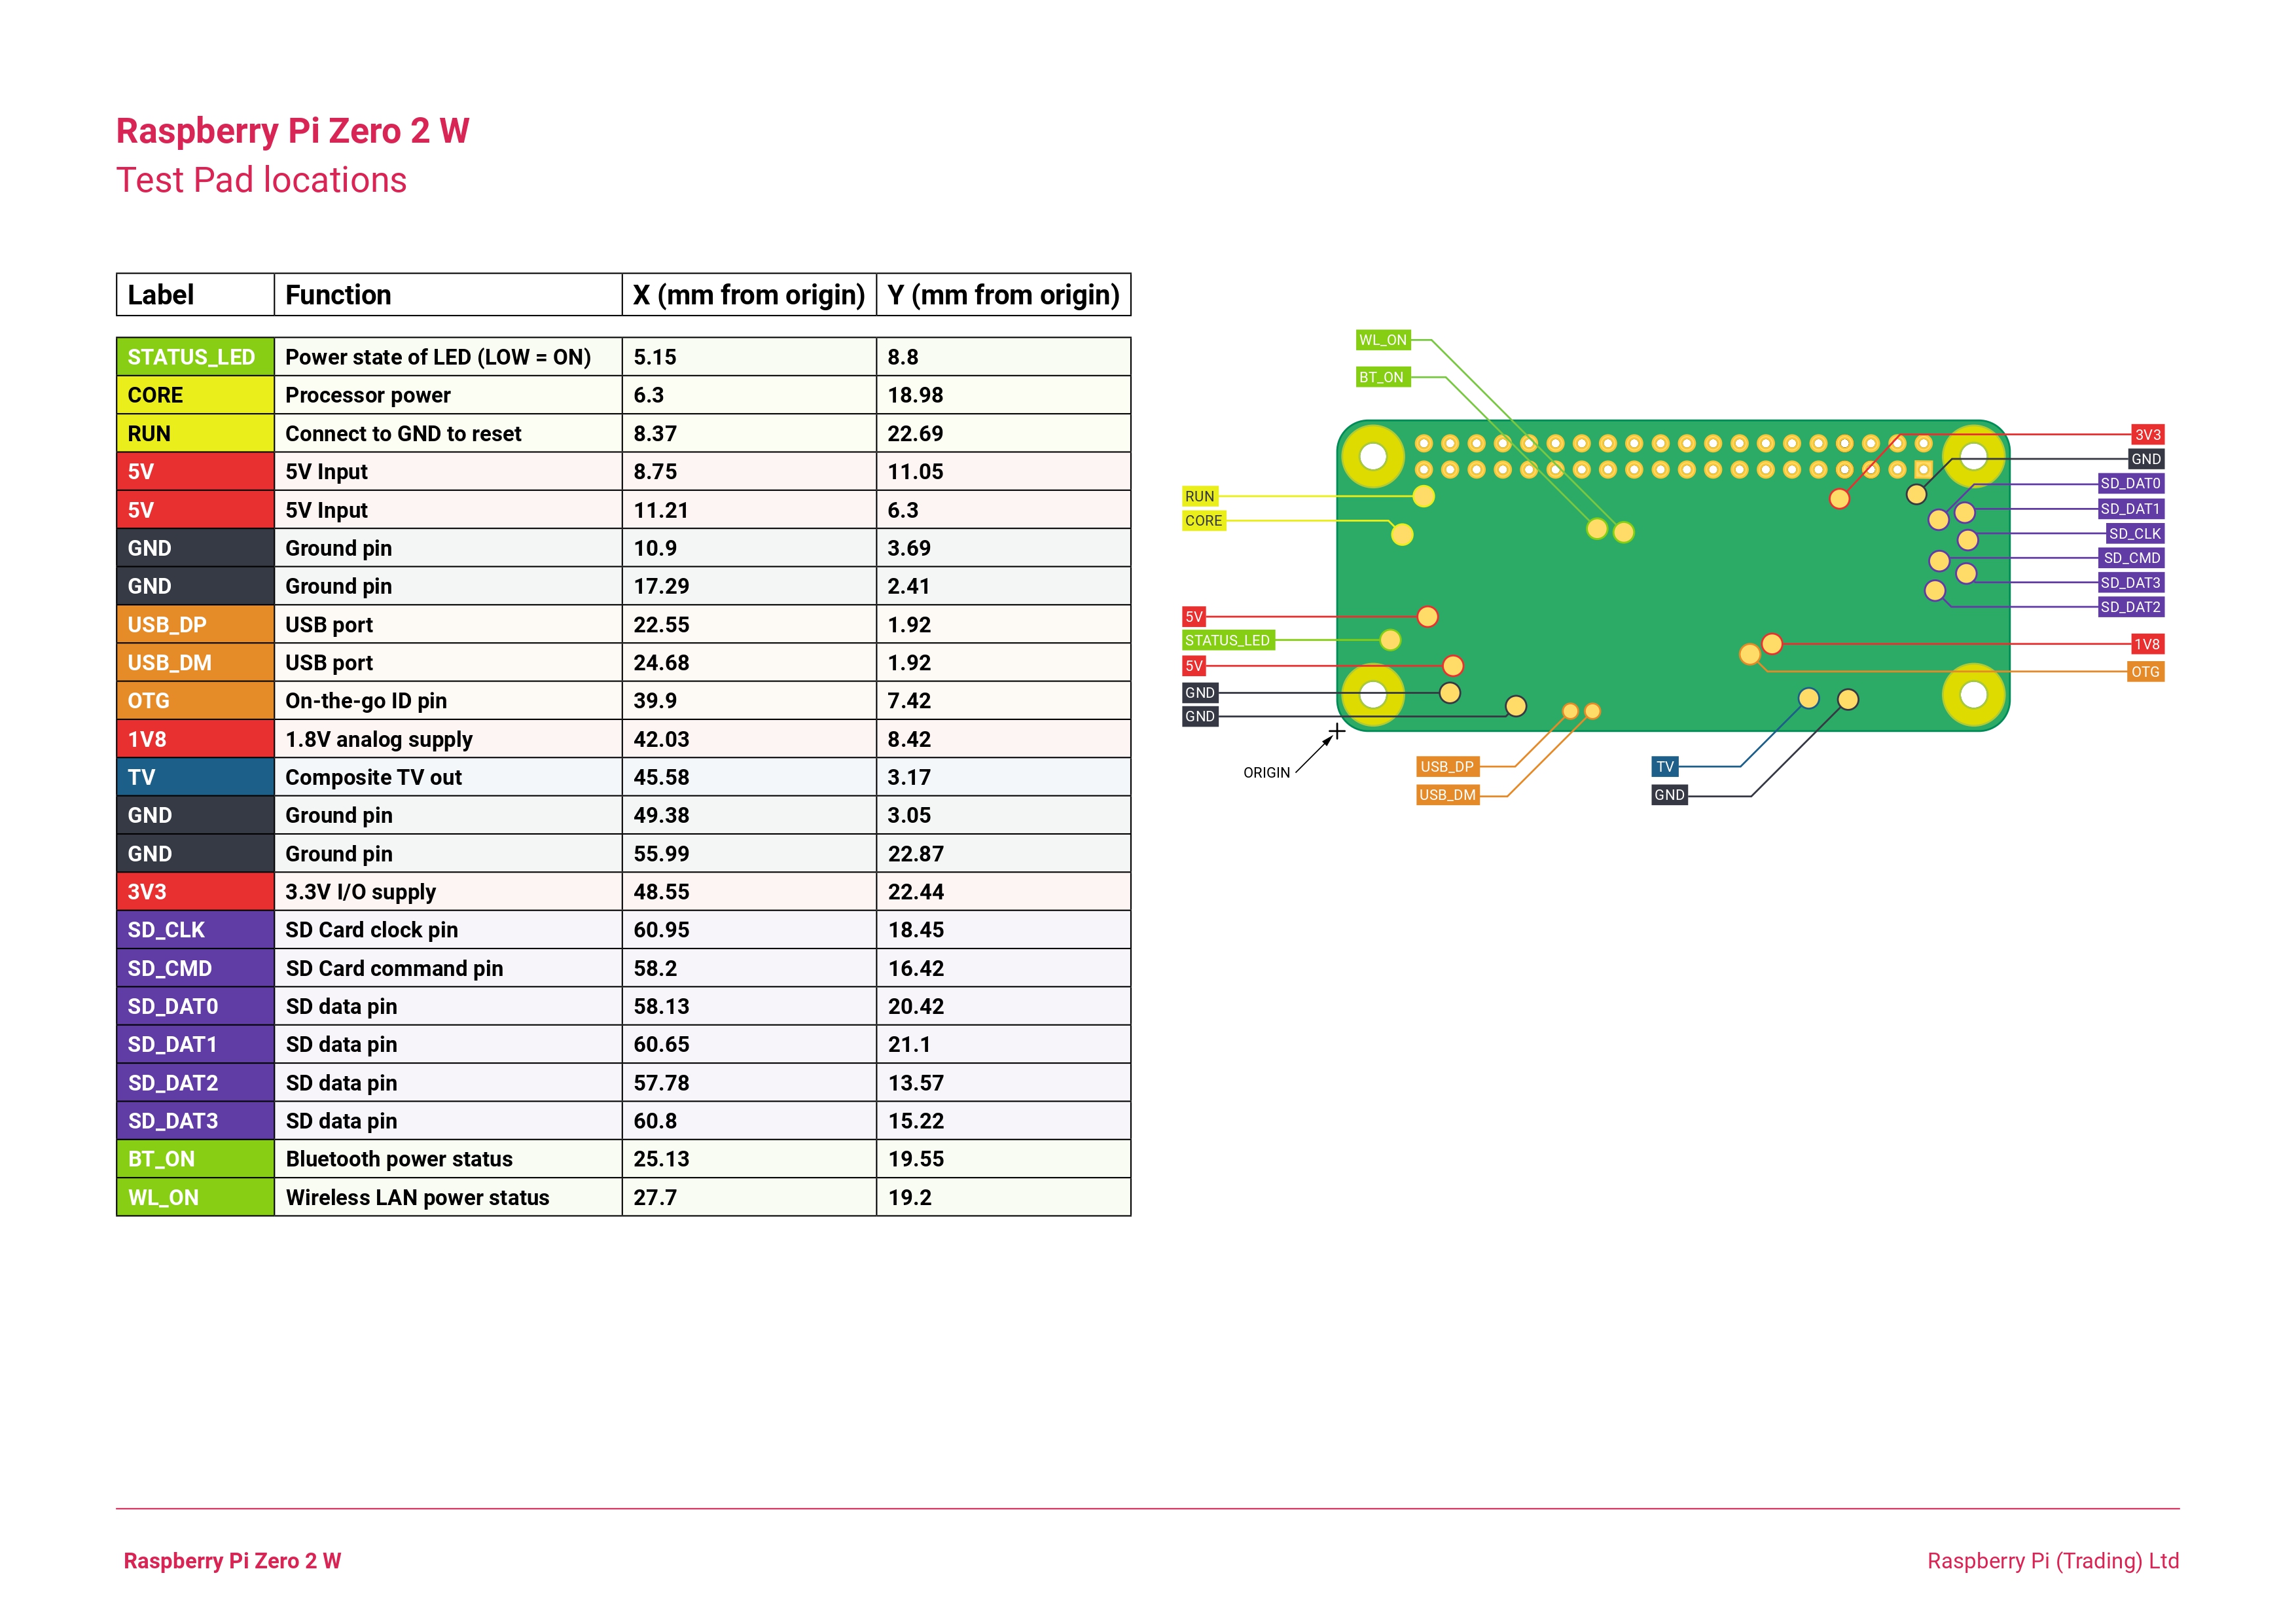 Raspberry Pi Zero 2 W
Test Pad locations
Label Function X (mm from origin) Y (mm from origin)
STATUS_LED Power state of LED (LOW = ON) 5.15 8.8
CORE Processor power 6.3 18.98
RUN Connect to GND to reset 8.37 22.69
5V 5V Input 8.75 11.05
5V 5V Input 11.21 6.3
GND Ground pin 10.9 3.69
GND Ground pin 17.29 2.41
USB_DP USB port 22.55 1.92
USB_DM USB port 24.68 1.92
OTG On-the-go ID pin 39.9 7.42
1V8 1.8V analog supply 42.03 8.42
TV Composite TV out 45.58 3.17
GND Ground pin 49.38 3.05
GND Ground pin 55.99 22.87
3V3 3.3V I/O supply 48.55 22.44
SD_CLK SD Card clock pin 60.95 18.45
SD_CMD SD Card command pin 58.2 16.42
SD_DAT0 SD data pin 58.13 20.42
SD_DAT1 SD data pin 60.65 21.1
SD_DAT2 SD data pin 57.78 13.57
SD_DAT3 SD data pin 60.8 15.22
BT_ON Bluetooth power status 25.13 19.55
WL_ON Wireless LAN power status 27.7 19.2
WL_ON
BT_ON
RUN
CORE
5V
STATUS_LED
5V
GND
GND
ORIGIN
USB_DP
USB_DM
TV
GND
3V3
GND
SD_DAT0
SD_DAT1
SD_CLK
SD_CMD
SD_DAT3
SD_DAT2
1V8
OTG
Raspberry Pi Zero 2 W
Raspberry Pi (Trading) Ltd